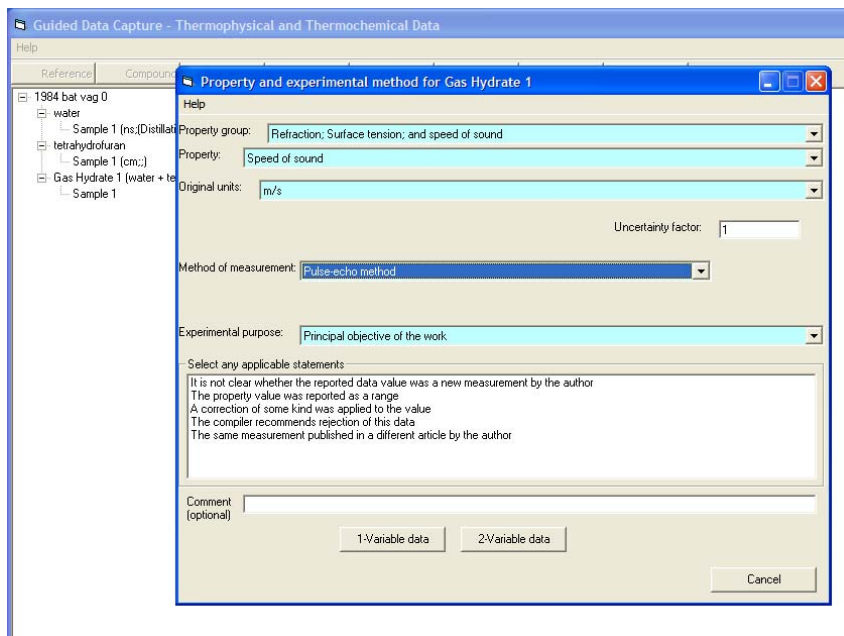 Guided Data Capture - Thermophysical and Thermochemical Data
Help
Reference Compound
1984 bat vag 0
water
Sample 1 (ns;(Distillati
tetrahydrofuran
Sample 1 (cm;;)
Gas Hydrate 1 (water + te
Sample 1
Property and experimental method for Gas Hydrate 1
Help
Property group: Refraction; Surface tension; and speed of sound
Property: Speed of sound
Original units: m/s
Uncertainty factor: 1
Method of measurement: Pulse-echo method
Experimental purpose: Principal objective of the work
Select any applicable statements
It is not clear whether the reported data value was a new measurement by the author
The property value was reported as a range
A correction of some kind was applied to the value
The compiler recommends rejection of this data
The same measurement published in a different article by the author
Comment
(optional)
1-Variable data 2-Variable data
Cancel